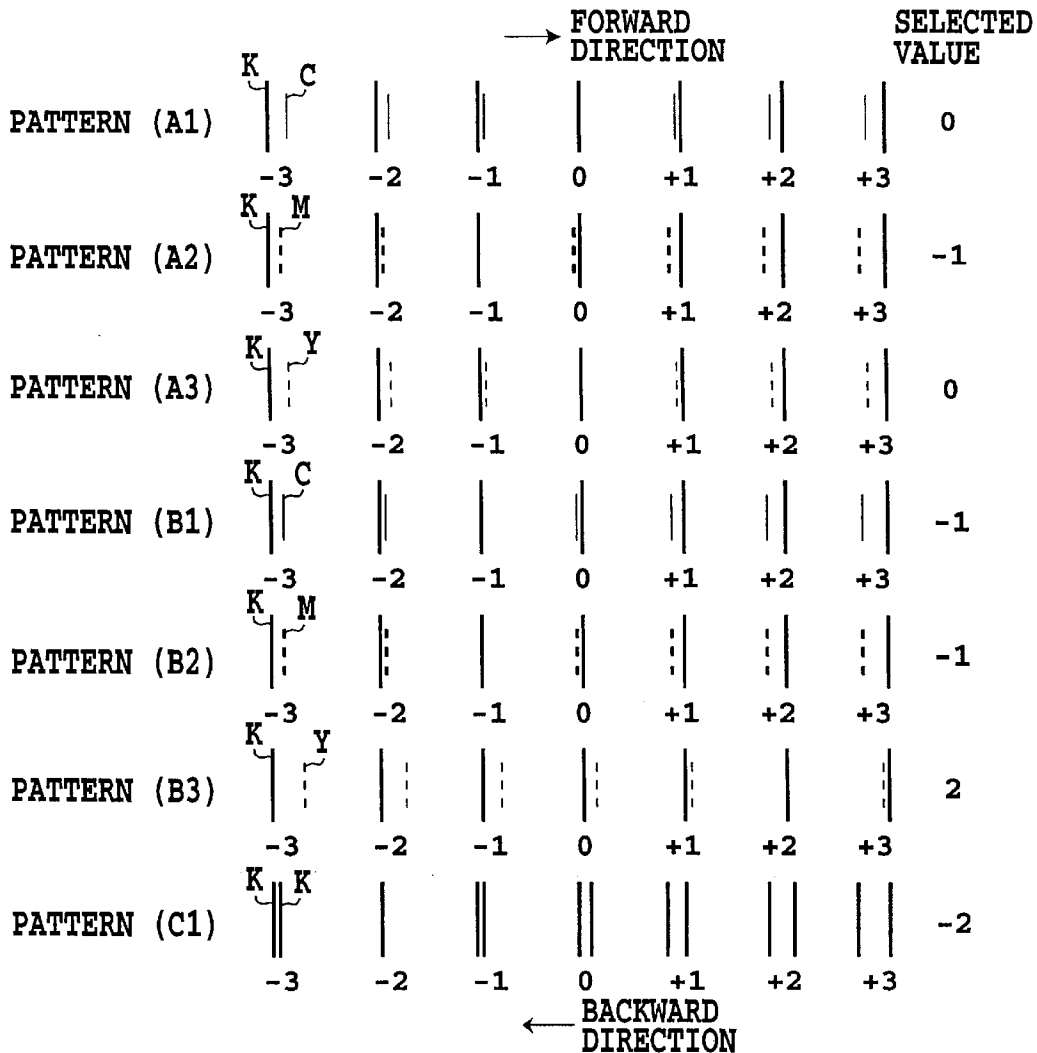 FORWARD DIRECTION
SELECTED VALUE
K C
PATTERN (A1) 0
-3 -2 -1 0 +1 +2 +3
K M
PATTERN (A2) -1
-3 -2 -1 0 +1 +2 +3
K Y
PATTERN (A3) 0
-3 -2 -1 0 +1 +2 +3
K C
PATTERN (B1) -1
-3 -2 -1 0 +1 +2 +3
K M
PATTERN (B2) -1
-3 -2 -1 0 +1 +2 +3
K Y
PATTERN (B3) 2
-3 -2 -1 0 +1 +2 +3
K K
PATTERN (C1) -2
-3 -2 -1 0 +1 +2 +3
BACKWARD DIRECTION